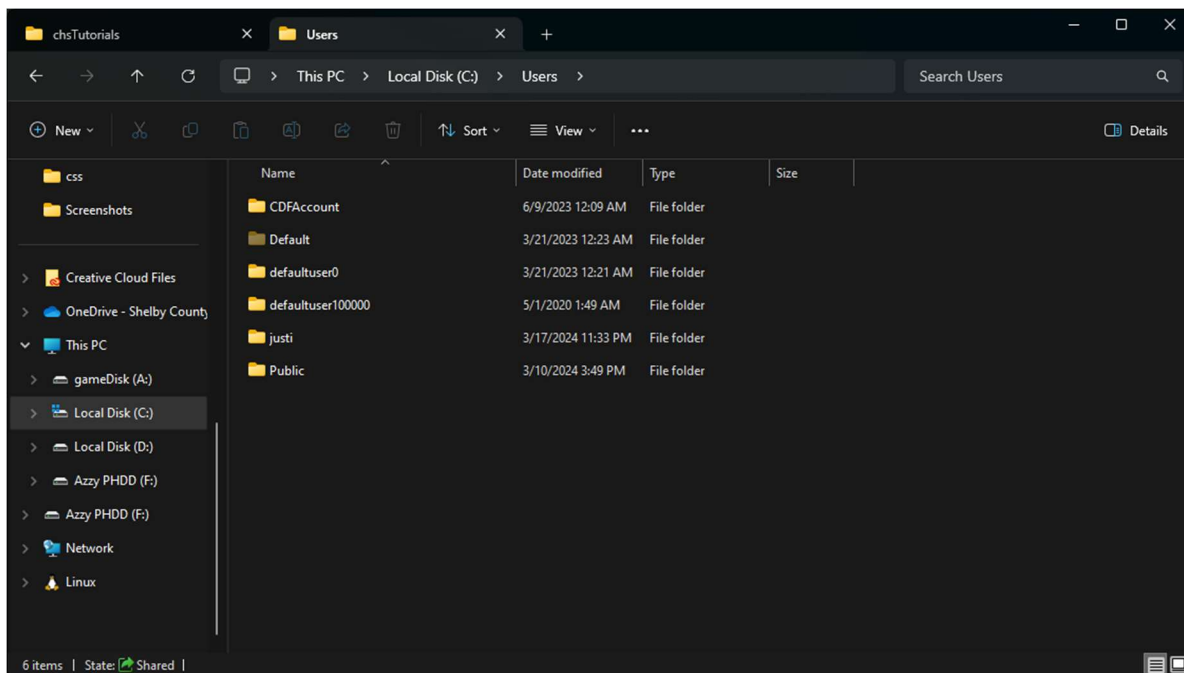 chsTutorials
Users
This PC > Local Disk (C:) > Users >
Search Users
New
Sort
View
Details
css
Screenshots
Creative Cloud Files
OneDrive - Shelby County
This PC
gameDisk (A:)
Local Disk (C:)
Local Disk (D:)
Azzy PHDD (F:)
Azzy PHDD (F:)
Network
Linux
Name Date modified Type Size
CDFAccount 6/9/2023 12:09 AM File folder
Default 3/21/2023 12:23 AM File folder
defaultuser0 3/21/2023 12:21 AM File folder
defaultuser100000 5/1/2020 1:49 AM File folder
justi 3/17/2024 11:33 PM File folder
Public 3/10/2024 3:49 PM File folder
6 items | State: Shared |